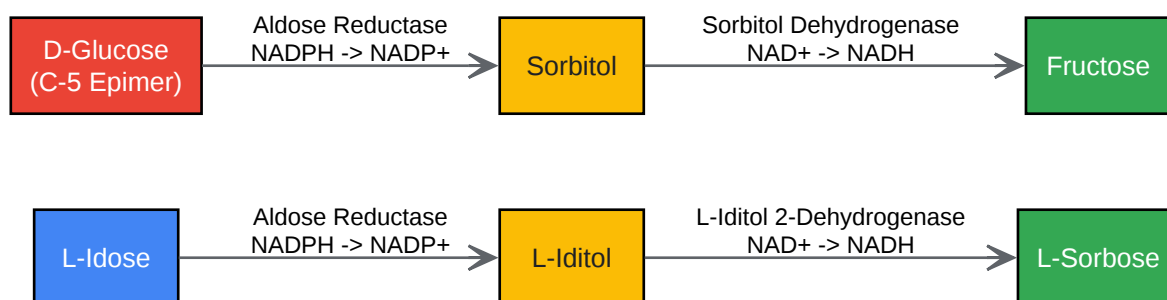 D-Glucose
(C-5 Epimer)
Aldose Reductase
NADPH -> NADP+
Sorbitol
Sorbitol Dehydrogenase
NAD+ -> NADH
Fructose
L-Idose
Aldose Reductase
NADPH -> NADP+
L-Iditol
L-Iditol 2-Dehydrogenase
NAD+ -> NADH
L-Sorbose